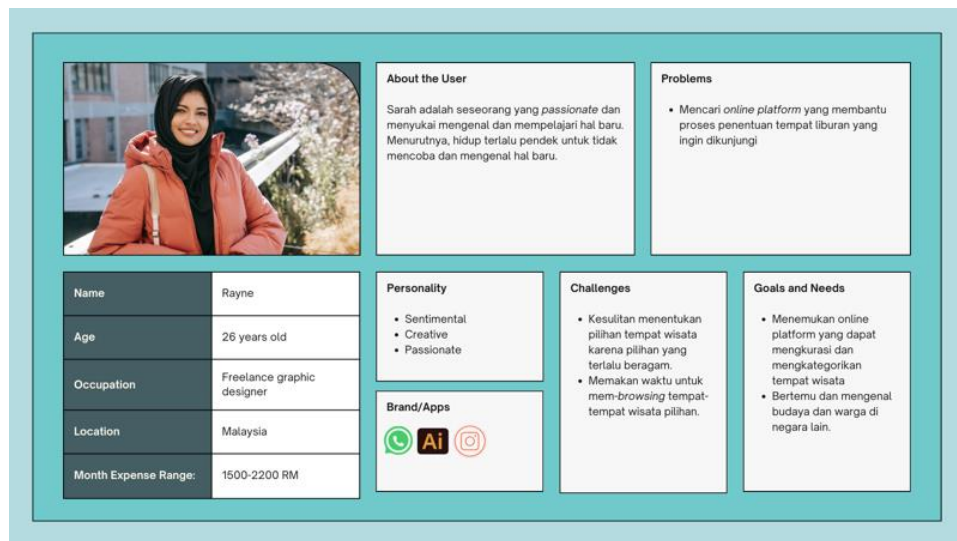 About the User
Sarah adalah seseorang yang passionate dan
menyukai mengenal dan mempelajari hal baru.
Menurutnya, hidup terlalu pendek untuk tidak
mencoba dan mengenal hal baru.
Problems
• Mencari online platform yang membantu
proses penentuan tempat liburan yang
ingin dikunjungi
Name
Rayne
Age
26 years old
Occupation
Freelance graphic
designer
Location
Malaysia
Month Expense Range:
1500-2200 RM
Personality
• Sentimental
• Creative
• Passionate
Brand/Apps
Ai
Challenges
• Kesulitan menentukan
pilihan tempat wisata
karena pilihan yang
terlalu beragam.
• Memakan waktu untuk
mem-browsing tempat-
tempat wisata pilihan.
Goals and Needs
• Menemukan online
platform yang dapat
mengkurasi dan
mengkategorikan
tempat wisata
• Bertemu dan mengenal
budaya dan warga di
negara lain.